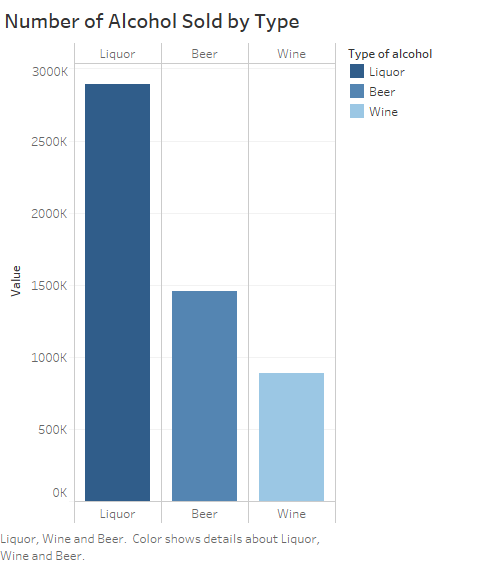 Number of Alcohol Sold by Type
Liquor Beer Wine
Type of alcohol
Liquor
Beer
Wine
3000K
2500K
2000K
1500K
1000K
500K
0K
Value
Liquor Beer Wine
Liquor, Wine and Beer. Color shows details about Liquor,
Wine and Beer.